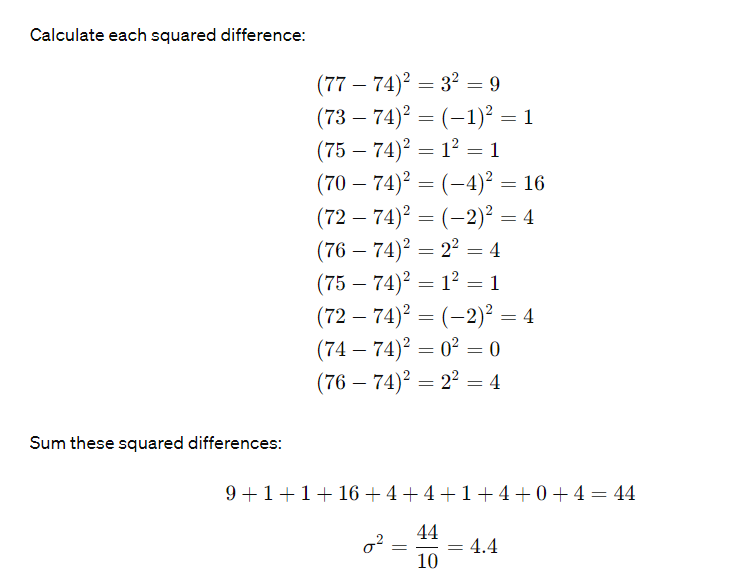 Calculate each squared difference:
(77 − 74)² = 3² = 9
(73 − 74)² = (−1)² = 1
(75 − 74)² = 1² = 1
(70 − 74)² = (−4)² = 16
(72 − 74)² = (−2)² = 4
(76 − 74)² = 2² = 4
(75 − 74)² = 1² = 1
(72 − 74)² = (−2)² = 4
(74 − 74)² = 0² = 0
(76 − 74)² = 2² = 4
Sum these squared differences:
9 + 1 + 1 + 16 + 4 + 4 + 1 + 4 + 0 + 4 = 44
σ² = 44/10 = 4.4